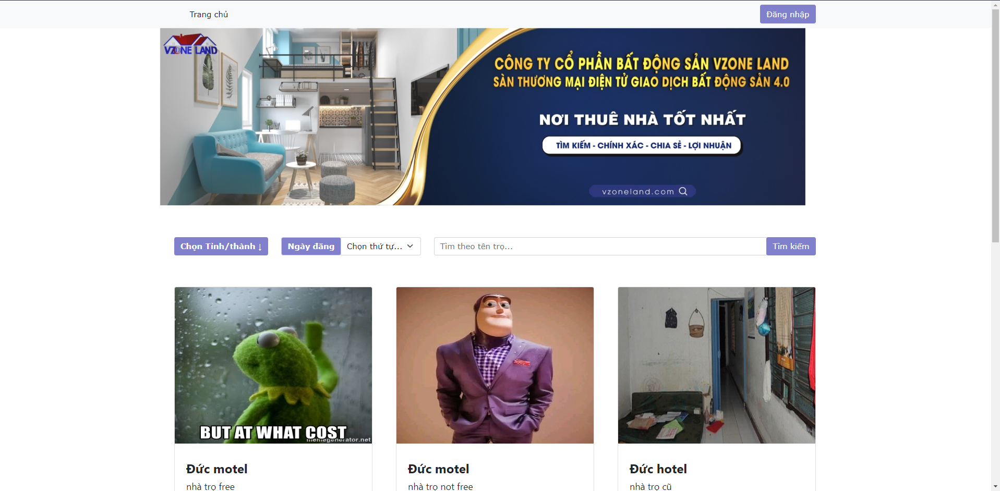 Trang chủ
Đăng nhập
VZONE LAND
CÔNG TY CỔ PHẦN BẤT ĐỘNG SẢN VZONE LAND
SÀN THƯƠNG MẠI ĐIỆN TỬ GIAO DỊCH BẤT ĐỘNG SẢN 4.0
NƠI THUÊ NHÀ TỐT NHẤT
TÌM KIẾM - CHÍNH XÁC - CHIA SẺ - LỢI NHUẬN
vzoneland.com
Chọn Tỉnh/thành ↓
Ngày đăng
Chọn thứ tự...
Tìm theo tên trọ...
Tìm kiếm
BUT AT WHAT COST
memegenerator.net
Đức motel
nhà trọ free
Đức motel
nhà trọ not free
Đức hotel
nhà trọ cũ